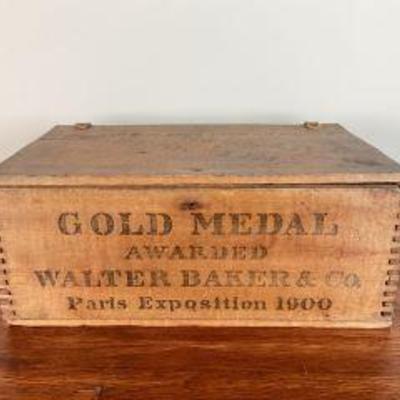 GOLD MEDAL
AWARDED
WALTER BAKER & Co.
Paris Exposition 1900